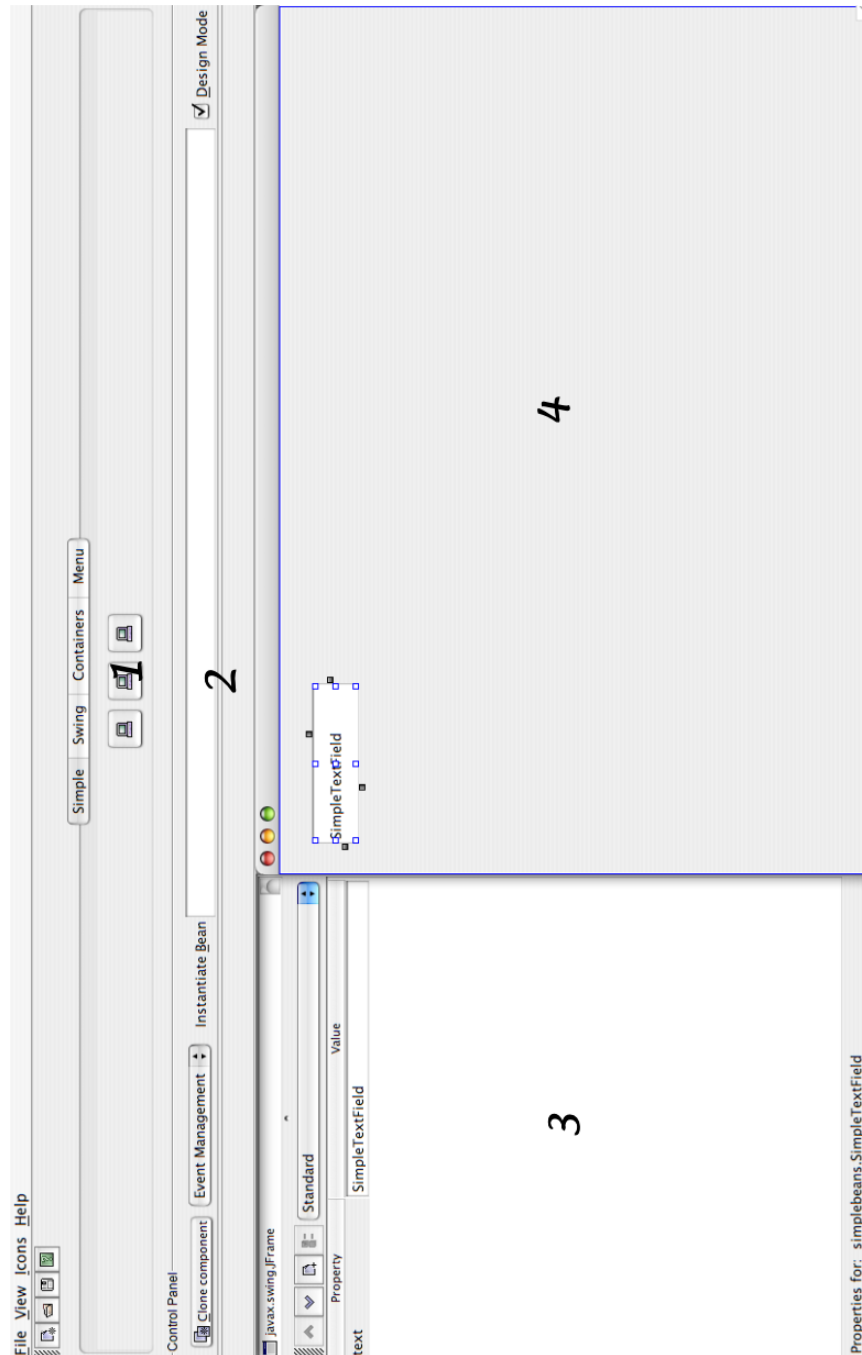 File View Icons Help
Simple Swing Containers Menu
1
Control Panel
Clone component Event Management Instantiate Bean Design Mode
2
javax.swing.JFrame
Standard
Property Value
text SimpleTextField
SimpleTextField
3
4
Properties for: simplebeans.SimpleTextField